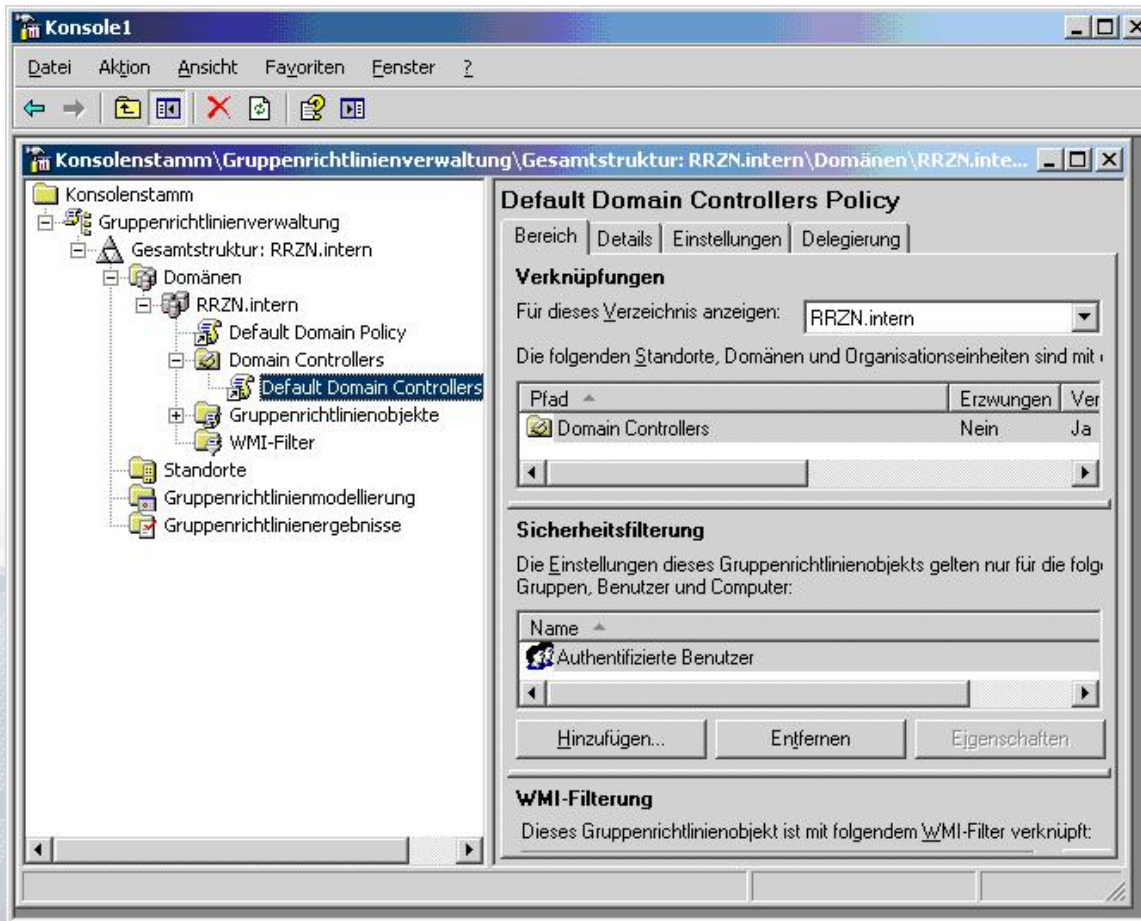 Konsole1
Datei Aktion Ansicht Favoriten Fenster ?
Konsolenstamm\Gruppenrichtlinienverwaltung\Gesamtstruktur: RRZN.intern\Domänen\RRZN.inte...
Konsolenstamm
Gruppenrichtlinienverwaltung
Gesamtstruktur: RRZN.intern
Domänen
RRZN.intern
Default Domain Policy
Domain Controllers
Default Domain Controllers
Gruppenrichtlinienobjekte
WMI-Filter
Standorte
Gruppenrichtlinienmodellierung
Gruppenrichtlinienergebnisse
Default Domain Controllers Policy
Bereich Details Einstellungen Delegierung
Verknüpfungen
Für dieses Verzeichnis anzeigen: RRZN.intern
Die folgenden Standorte, Domänen und Organisationseinheiten sind mit
Pfad Erzwungen Ver
Domain Controllers Nein Ja
Sicherheitsfilterung
Die Einstellungen dieses Gruppenrichtlinienobjekts gelten nur für die folg
Gruppen, Benutzer und Computer:
Name
Authentifizierte Benutzer
Hinzufügen... Entfernen Eigenschaften
WMI-Filterung
Dieses Gruppenrichtlinienobjekt ist mit folgendem WMI-Filter verknüpft: